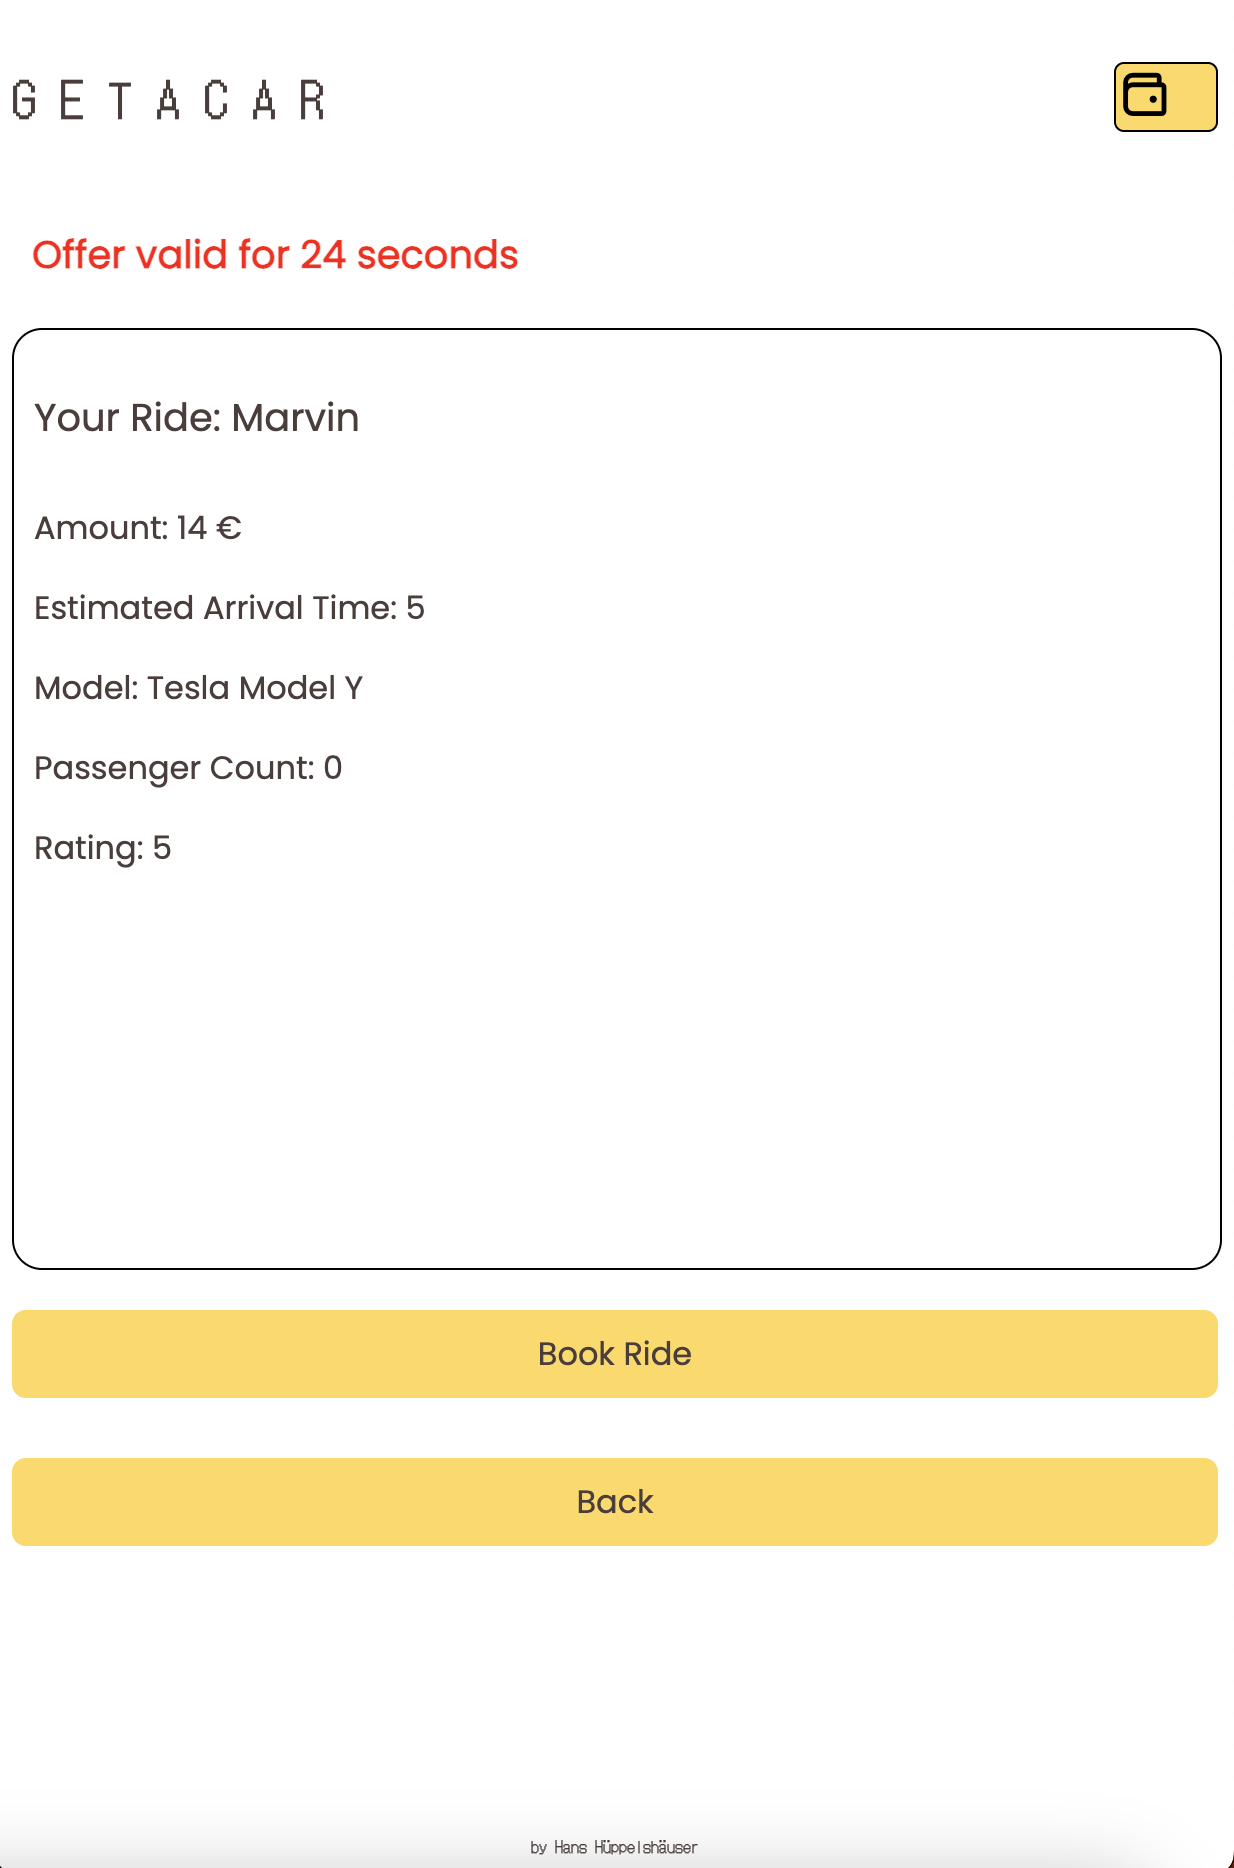 GETACAR
Offer valid for 24 seconds
Your Ride: Marvin
Amount: 14 €
Estimated Arrival Time: 5
Model: Tesla Model Y
Passenger Count: 0
Rating: 5
Book Ride
Back
by Hans Hüppelshäuser